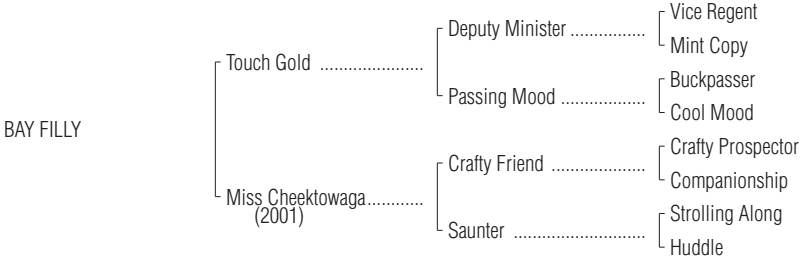 Vice Regent
Deputy Minister ................
Mint Copy
Touch Gold ......................
Buckpasser
Passing Mood ..................
Cool Mood
BAY FILLY
Crafty Prospector
Crafty Friend ....................
Companionship
Miss Cheektowaga............
(2001)
Strolling Along
Saunter ............................
Huddle